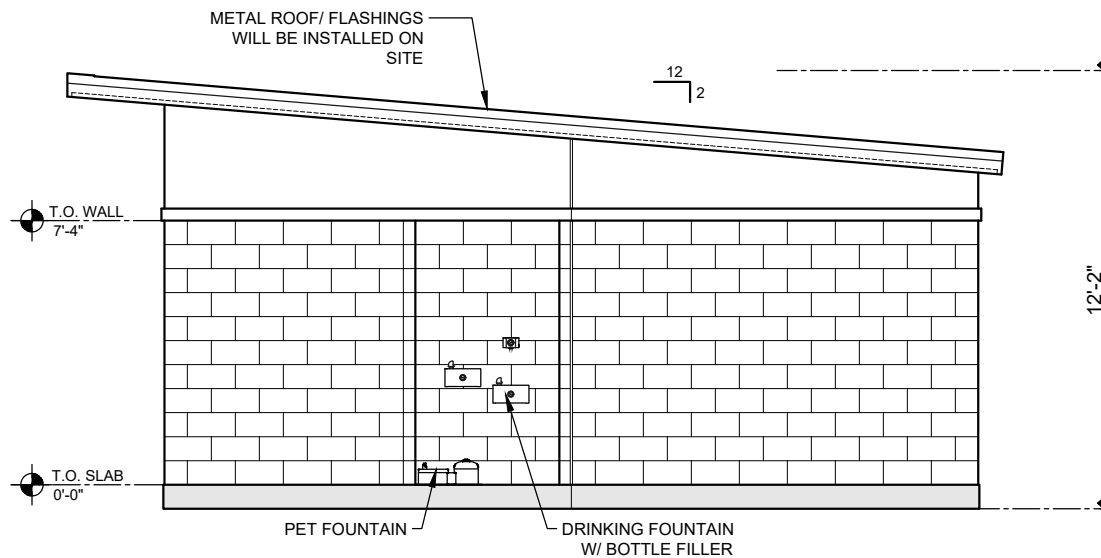 METAL ROOF/ FLASHINGS
WILL BE INSTALLED ON
SITE
12
2
T.O. WALL
7'-4"
12'-2"
T.O. SLAB
0'-0"
PET FOUNTAIN
DRINKING FOUNTAIN
W/ BOTTLE FILLER